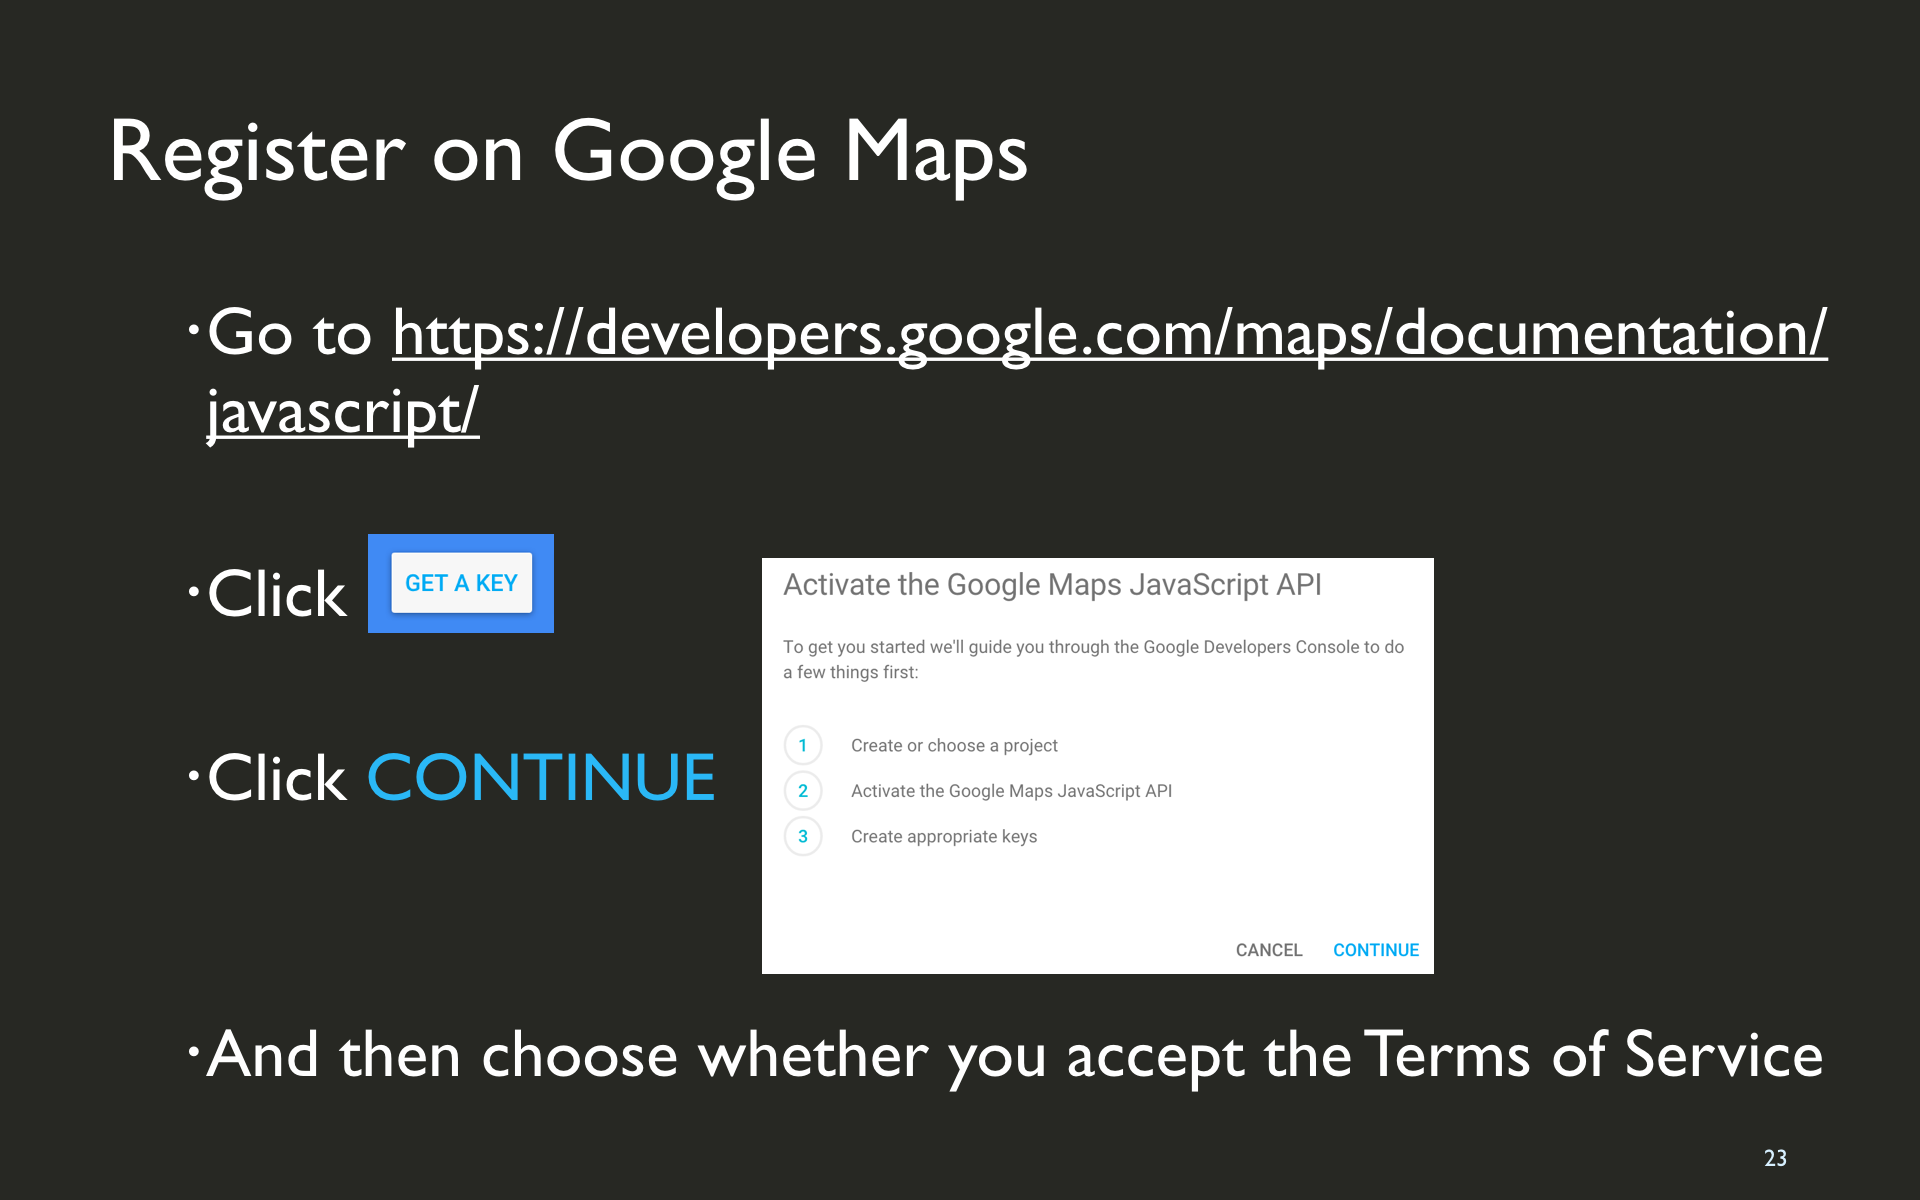 Register on Google Maps
• Go to https://developers.google.com/maps/documentation/
javascript/
• Click GET A KEY
• Click CONTINUE
Activate the Google Maps JavaScript API
To get you started we'll guide you through the Google Developers Console to do
a few things first:
1 Create or choose a project
2 Activate the Google Maps JavaScript API
3 Create appropriate keys
CANCEL CONTINUE
• And then choose whether you accept the Terms of Service
23